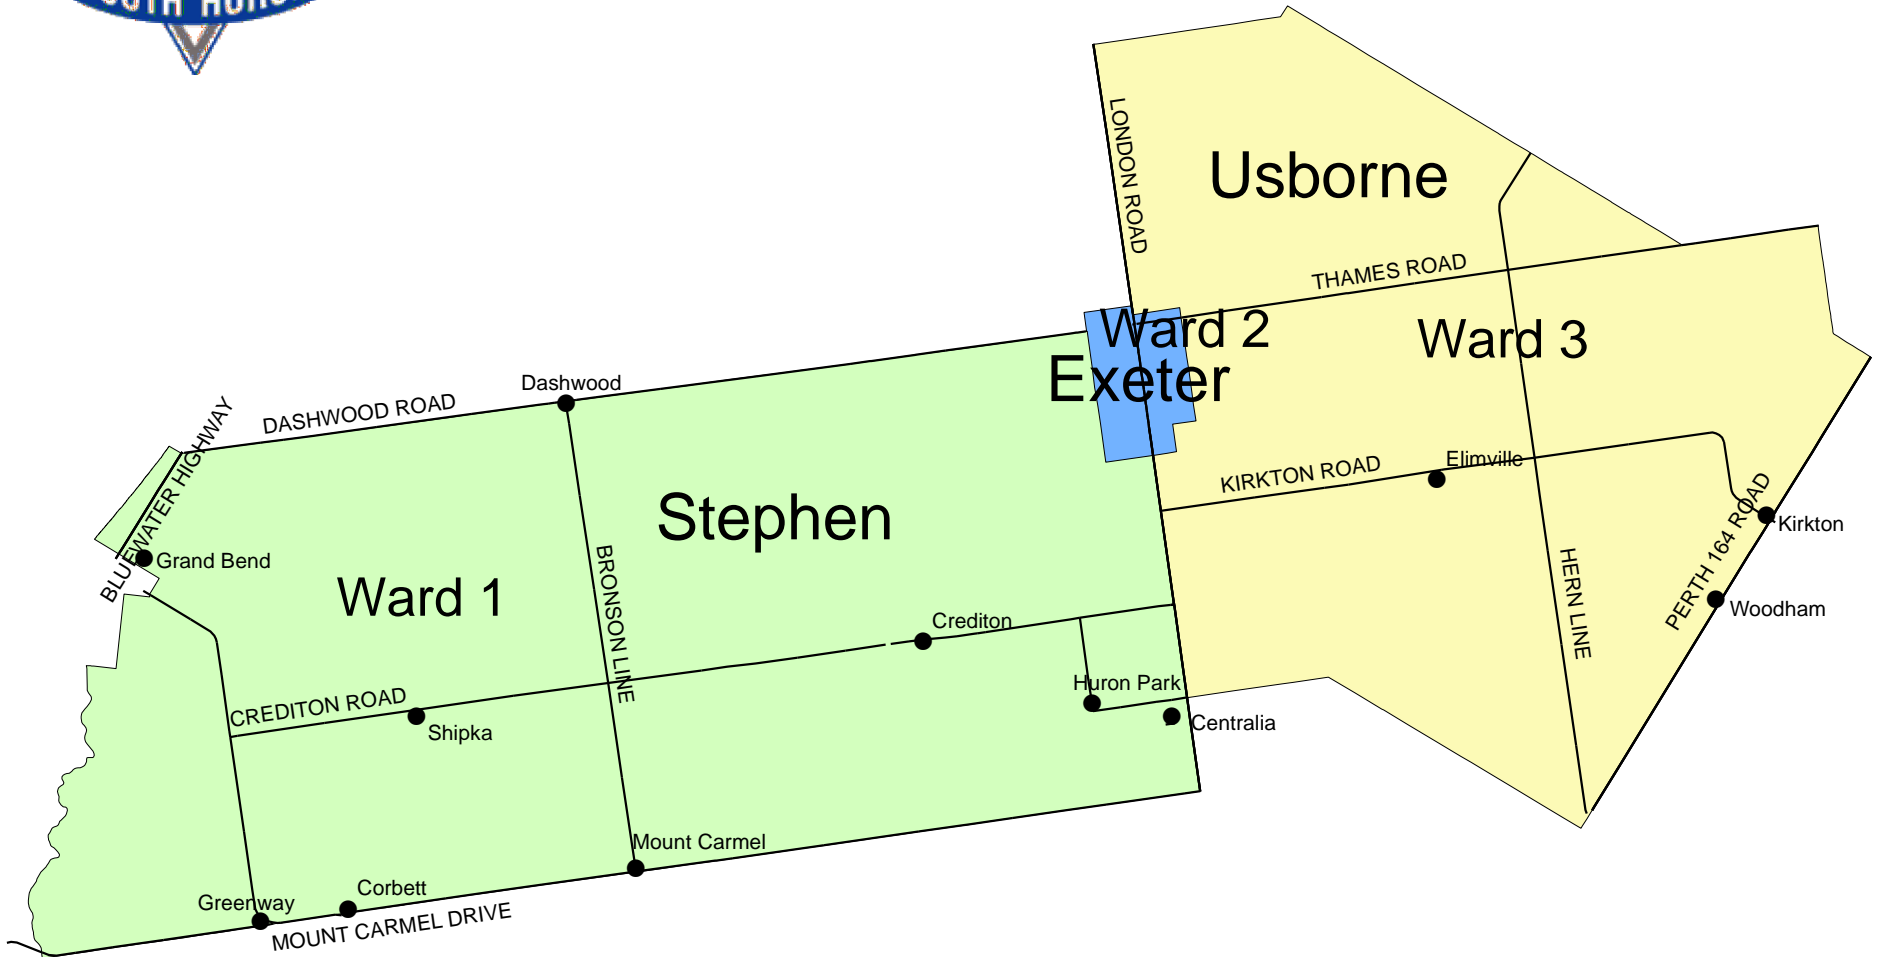 LONDON ROAD
Usborne
THAMES ROAD
Ward 2
Ward 3
Exeter
Dashwood
DASHWOOD ROAD
BLUEWATER HIGHWAY
Elimville
KIRKTON ROAD
Stephen
PERTH 164 ROAD
Kirkton
Grand Bend
Ward 1
BRONSON LINE
HERN LINE
Woodham
Crediton
Huron Park
CREDITON ROAD
Shipka
Centralia
Mount Carmel
Corbett
Greenway
MOUNT CARMEL DRIVE